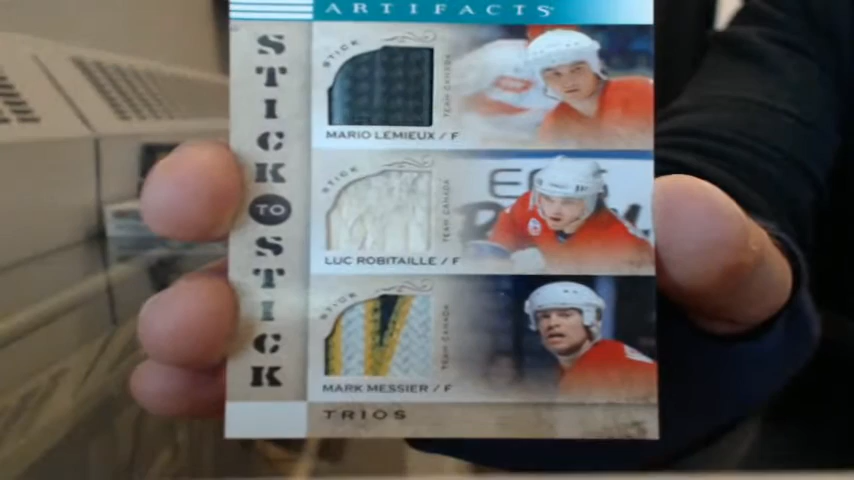 ARTIFACTS
STICK TO STICK
STICK
TEAM CANADA
MARIO LEMIEUX / F
STICK
TEAM CANADA
LUC ROBITAILLE / F
STICK
TEAM CANADA
MARK MESSIER / F
TRIOS